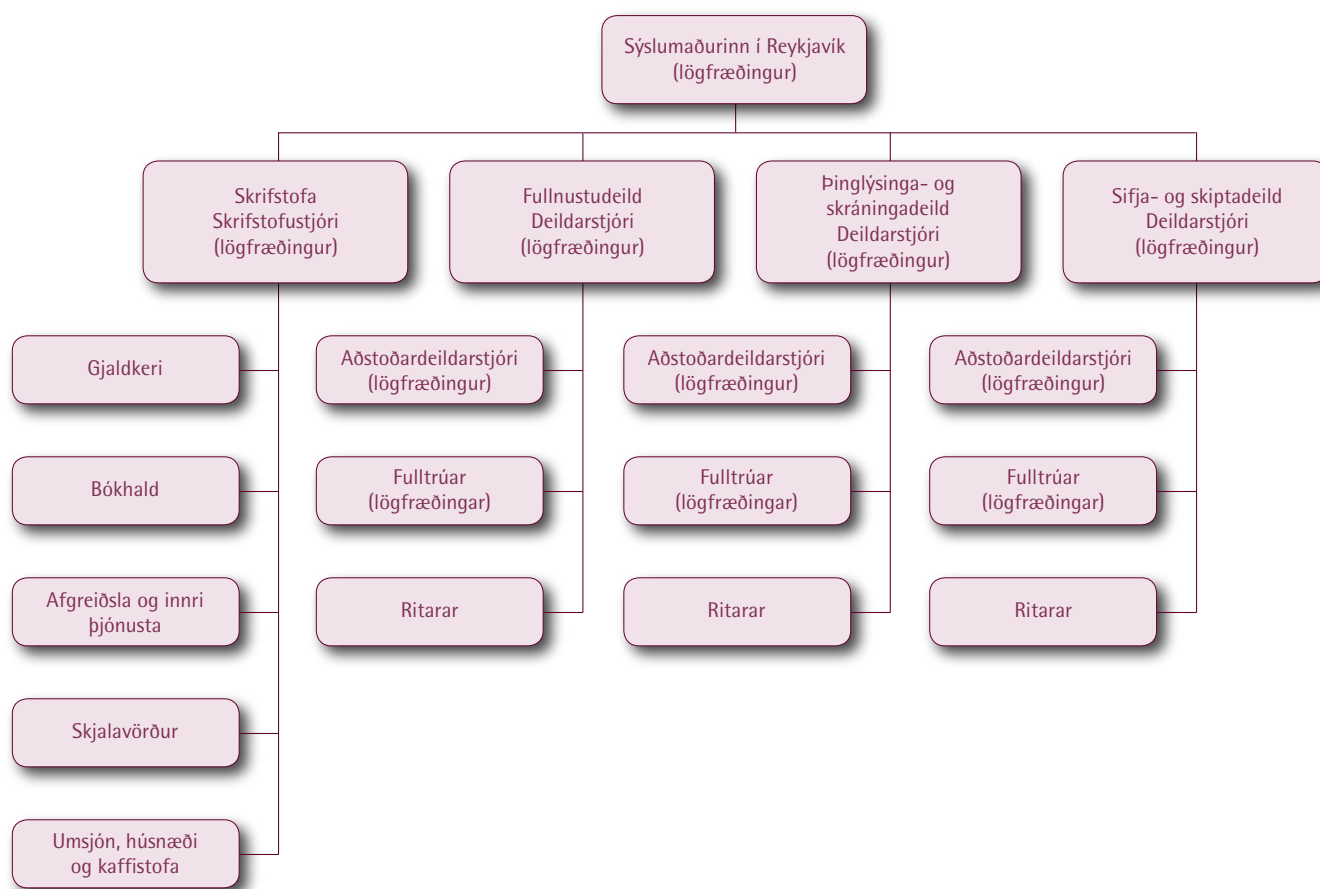 Sýslumaðurinn í Reykjavík
(lögfræðingur)
Skrifstofa
Skrifstofustjóri
(lögfræðingur)
Fullnustudeild
Deildarstjóri
(lögfræðingur)
Þinglýsinga- og
skráningadeild
Deildarstjóri
(lögfræðingur)
Sifja- og skiptadeild
Deildarstjóri
(lögfræðingur)
Gjaldkeri
Bókhald
Afgreiðsla og innri
þjónusta
Skjalavörður
Umsjón, húsnæði
og kaffistofa
Aðstoðardeildarstjóri
(lögfræðingur)
Fulltrúar
(lögfræðingar)
Ritarar
Aðstoðardeildarstjóri
(lögfræðingur)
Fulltrúar
(lögfræðingar)
Ritarar
Aðstoðardeildarstjóri
(lögfræðingur)
Fulltrúar
(lögfræðingar)
Ritarar